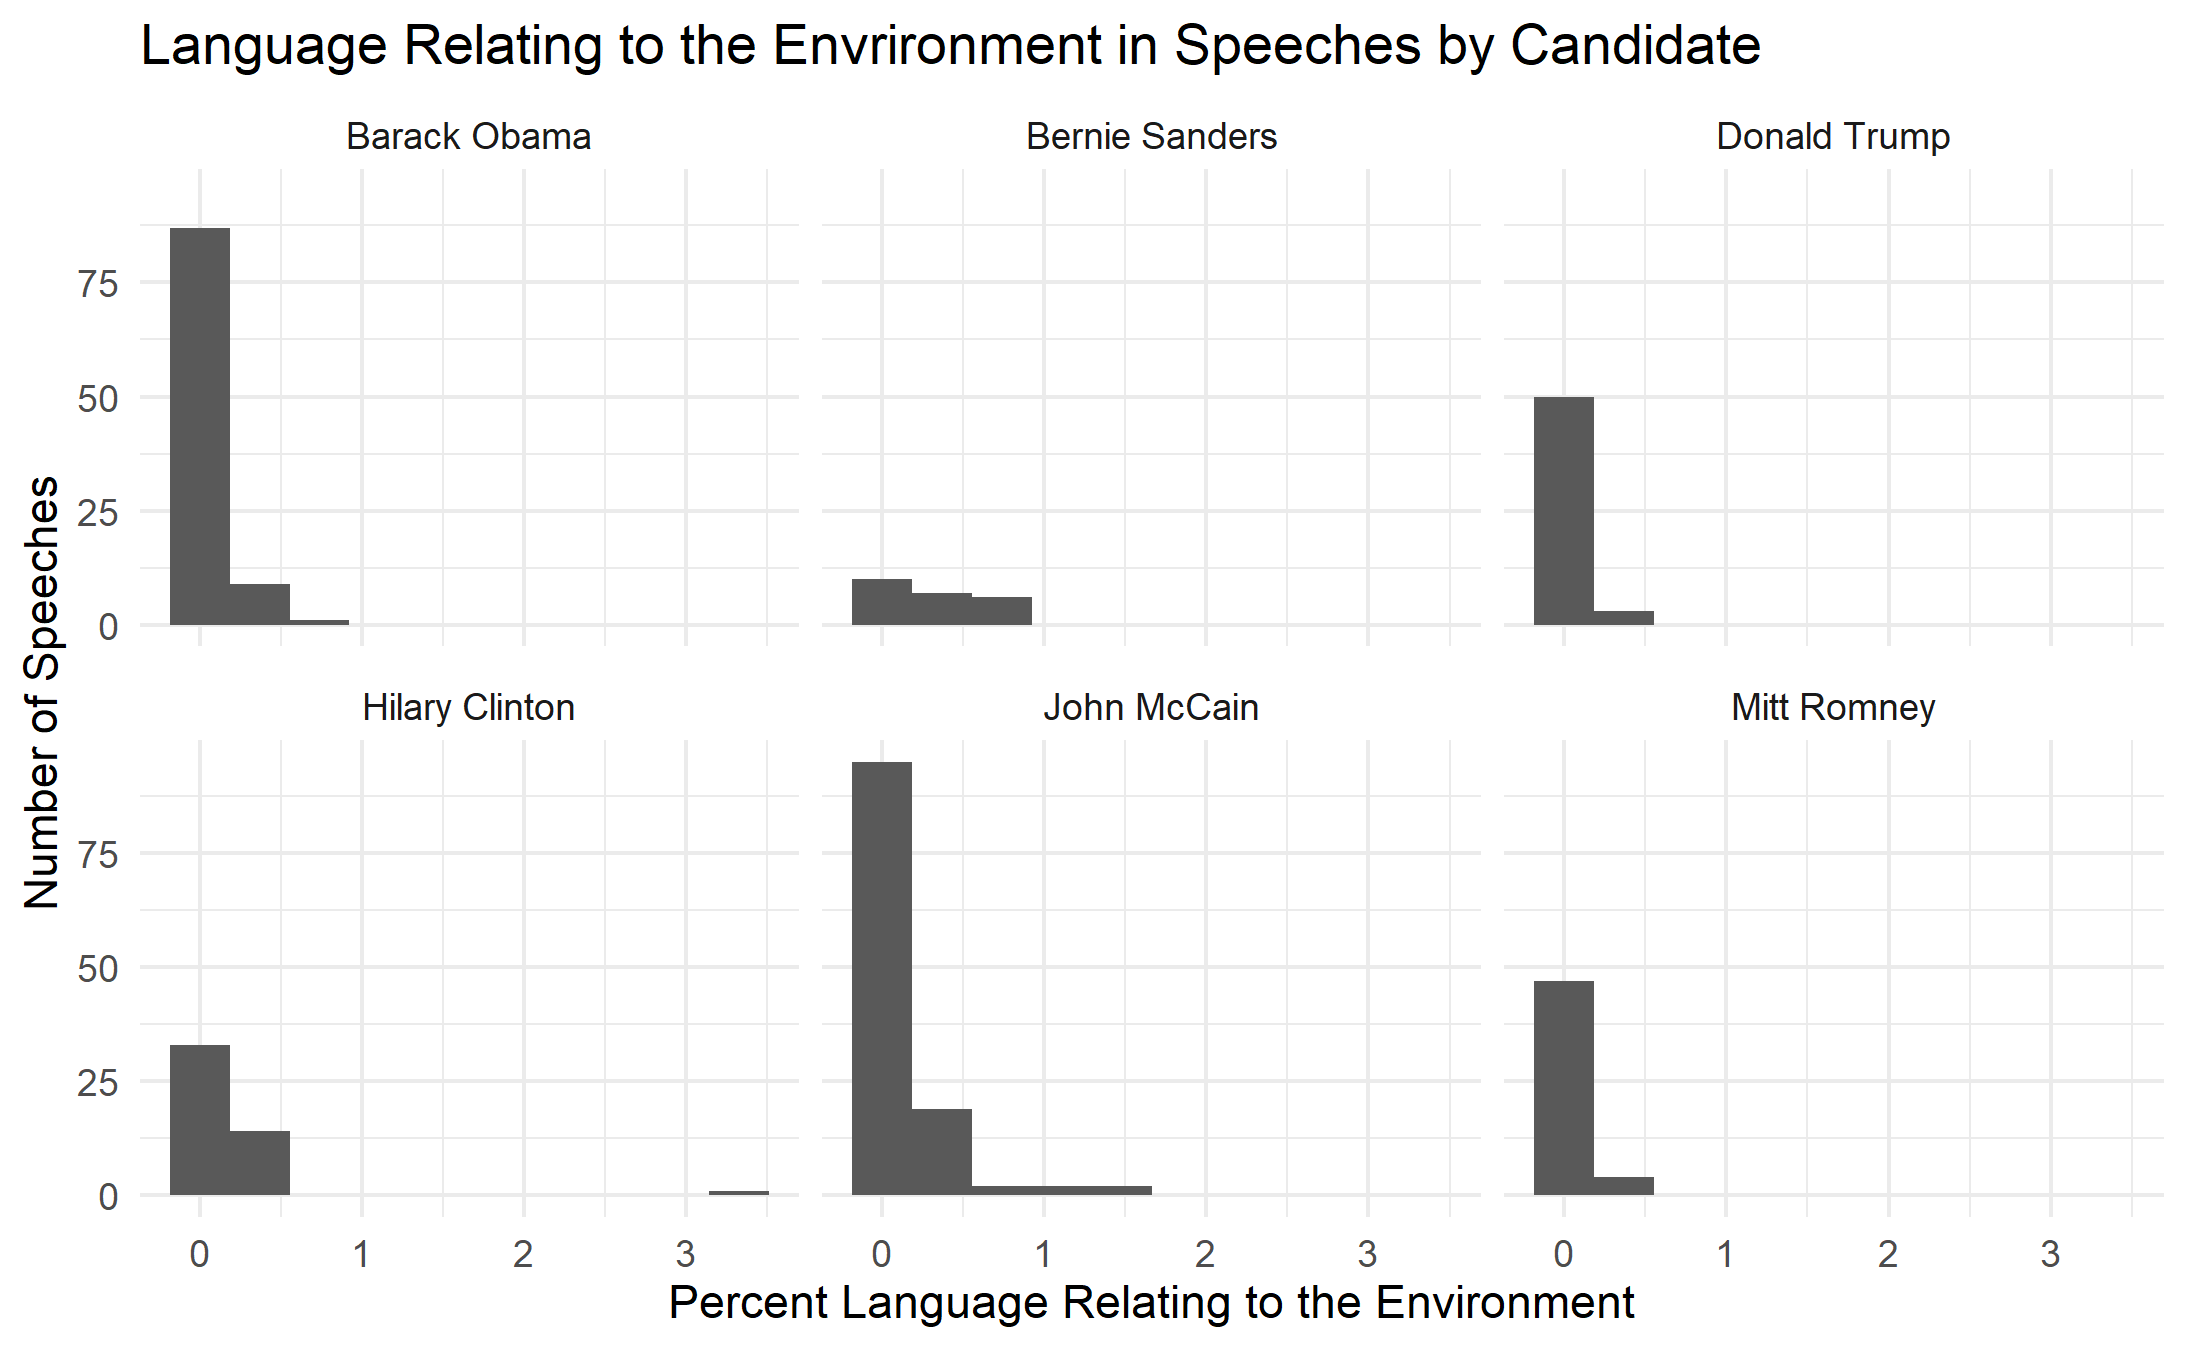 Language Relating to the Envrironment in Speeches by Candidate
Barack Obama
Bernie Sanders
Donald Trump
75
50
25
0
Hilary Clinton
John McCain
Mitt Romney
75
50
25
0
0 1 2 3
0 1 2 3
0 1 2 3
Number of Speeches
Percent Language Relating to the Environment